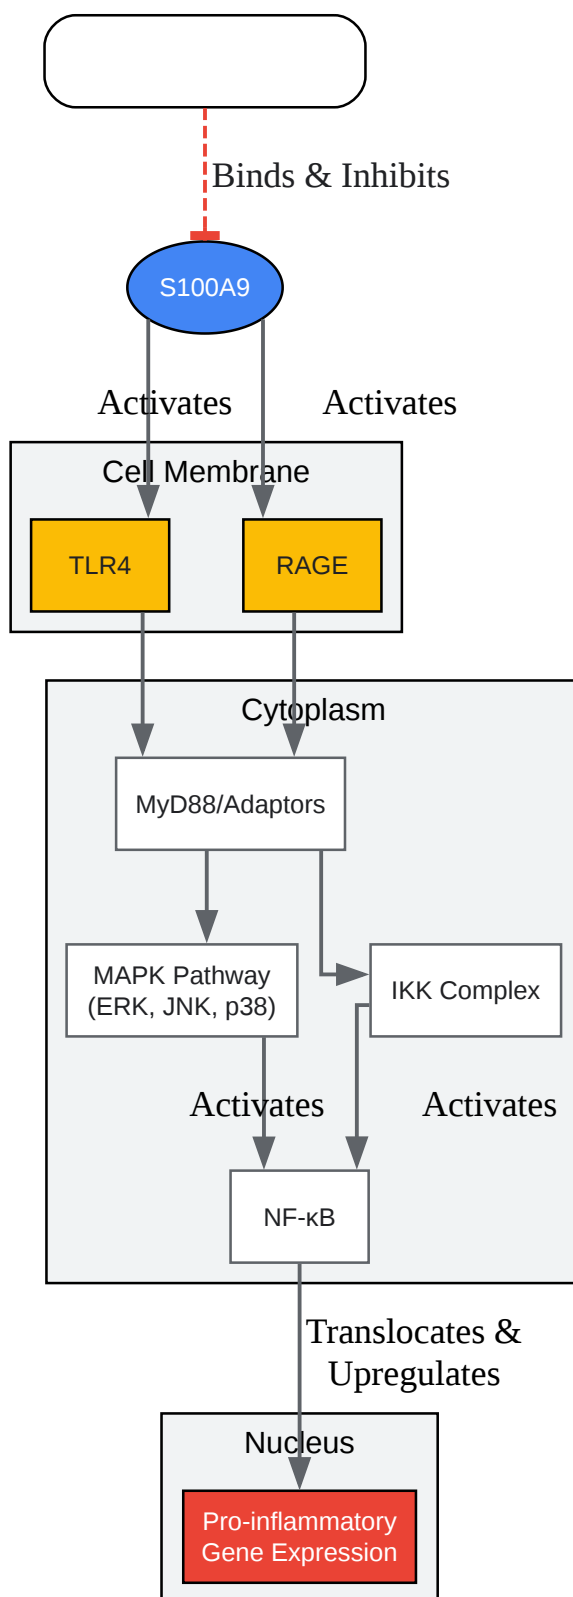 Binds & Inhibits
S100A9
Activates
Activates
Cell Membrane
TLR4
RAGE
Cytoplasm
MyD88/Adaptors
MAPK Pathway
(ERK, JNK, p38)
IKK Complex
Activates
Activates
NF-κB
Translocates &
Upregulates
Nucleus
Pro-inflammatory
Gene Expression